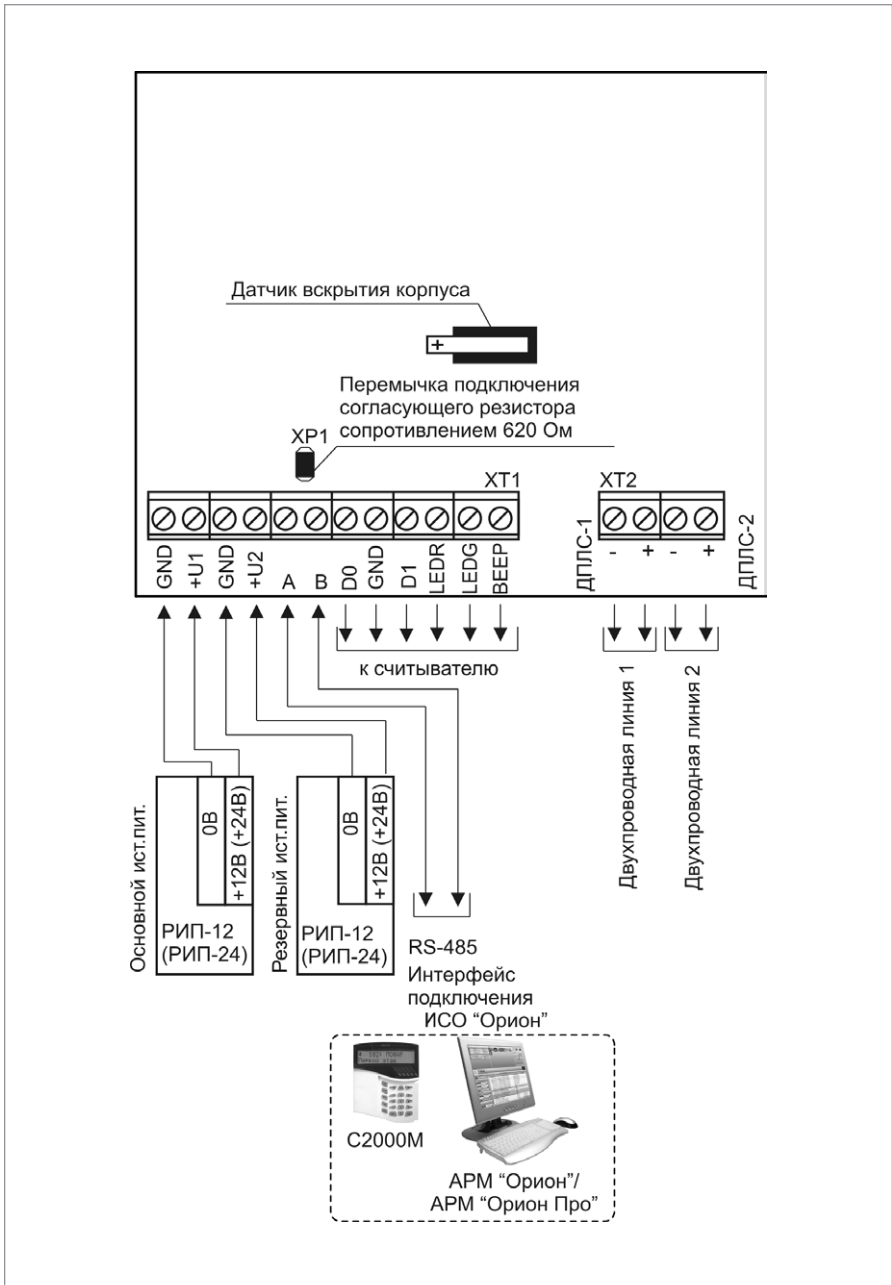 Датчик вскрытия корпуса
+
Перемычка подключения
согласующего резистора
сопротивлением 620 Ом
XP1
XT1
XT2
GND
+U1
GND
+U2
A
B
D0
GND
D1
LEDR
LEDG
BEEP
ДПЛС-1
-
+
-
+
ДПЛС-2
к считывателю
Двухпроводная линия 1
Двухпроводная линия 2
Основной ист.пит.
0В
+12В (+24В)
РИП-12
(РИП-24)
Резервный ист.пит.
0В
+12В (+24В)
РИП-12
(РИП-24)
RS-485
Интерфейс
подключения
ИСО “Орион”
С2000М
АРМ “Орион”/
АРМ “Орион Про”